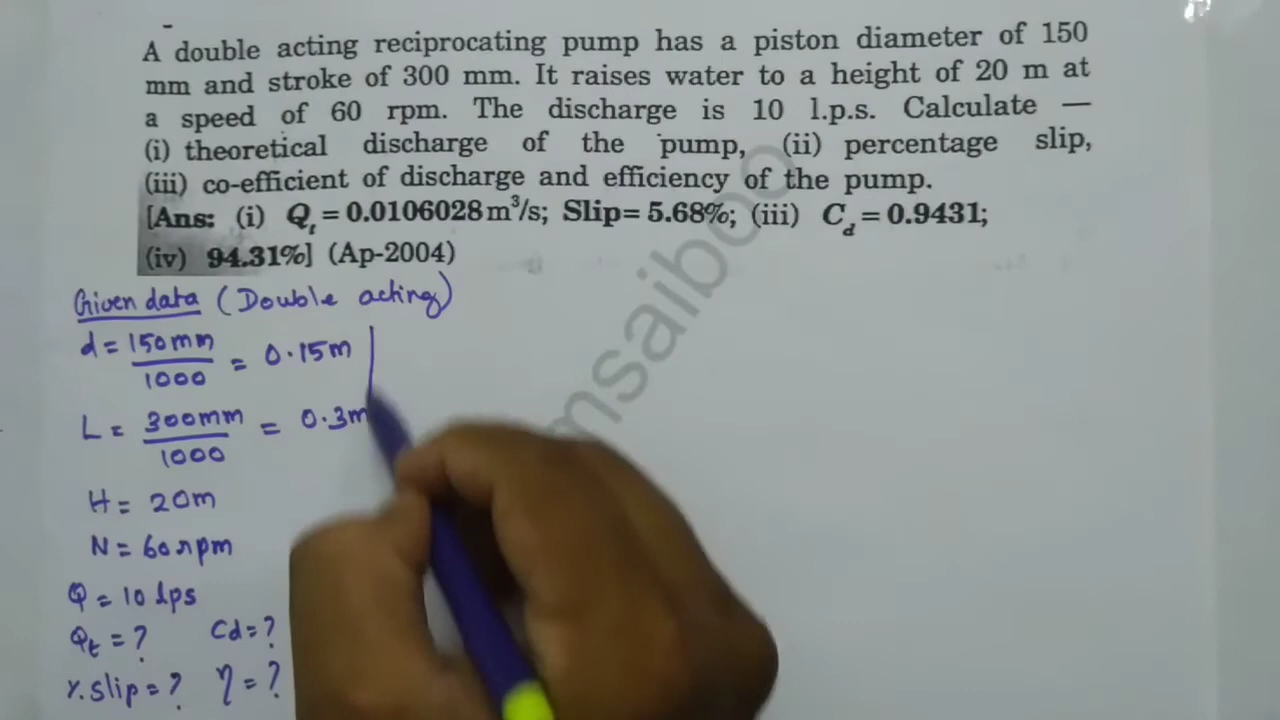 A double acting reciprocating pump has a piston diameter of 150
mm and stroke of 300 mm. It raises water to a height of 20 m at
a speed of 60 rpm. The discharge is 10 l.p.s. Calculate —
(i) theoretical discharge of the pump, (ii) percentage slip,
(iii) co-efficient of discharge and efficiency of the pump.
[Ans: (i) Qt = 0.0106028 m³/s; Slip= 5.68%; (iii) Cd = 0.9431;
(iv) 94.31%] (Ap-2004)
Given data (Double acting)
d = 150mm / 1000 = 0.15m
L = 300mm / 1000 = 0.3m
H = 20m
N = 60 rpm
Q = 10 lps
Qt = ? Cd = ?
%. slip = ? η = ?
msaiboo